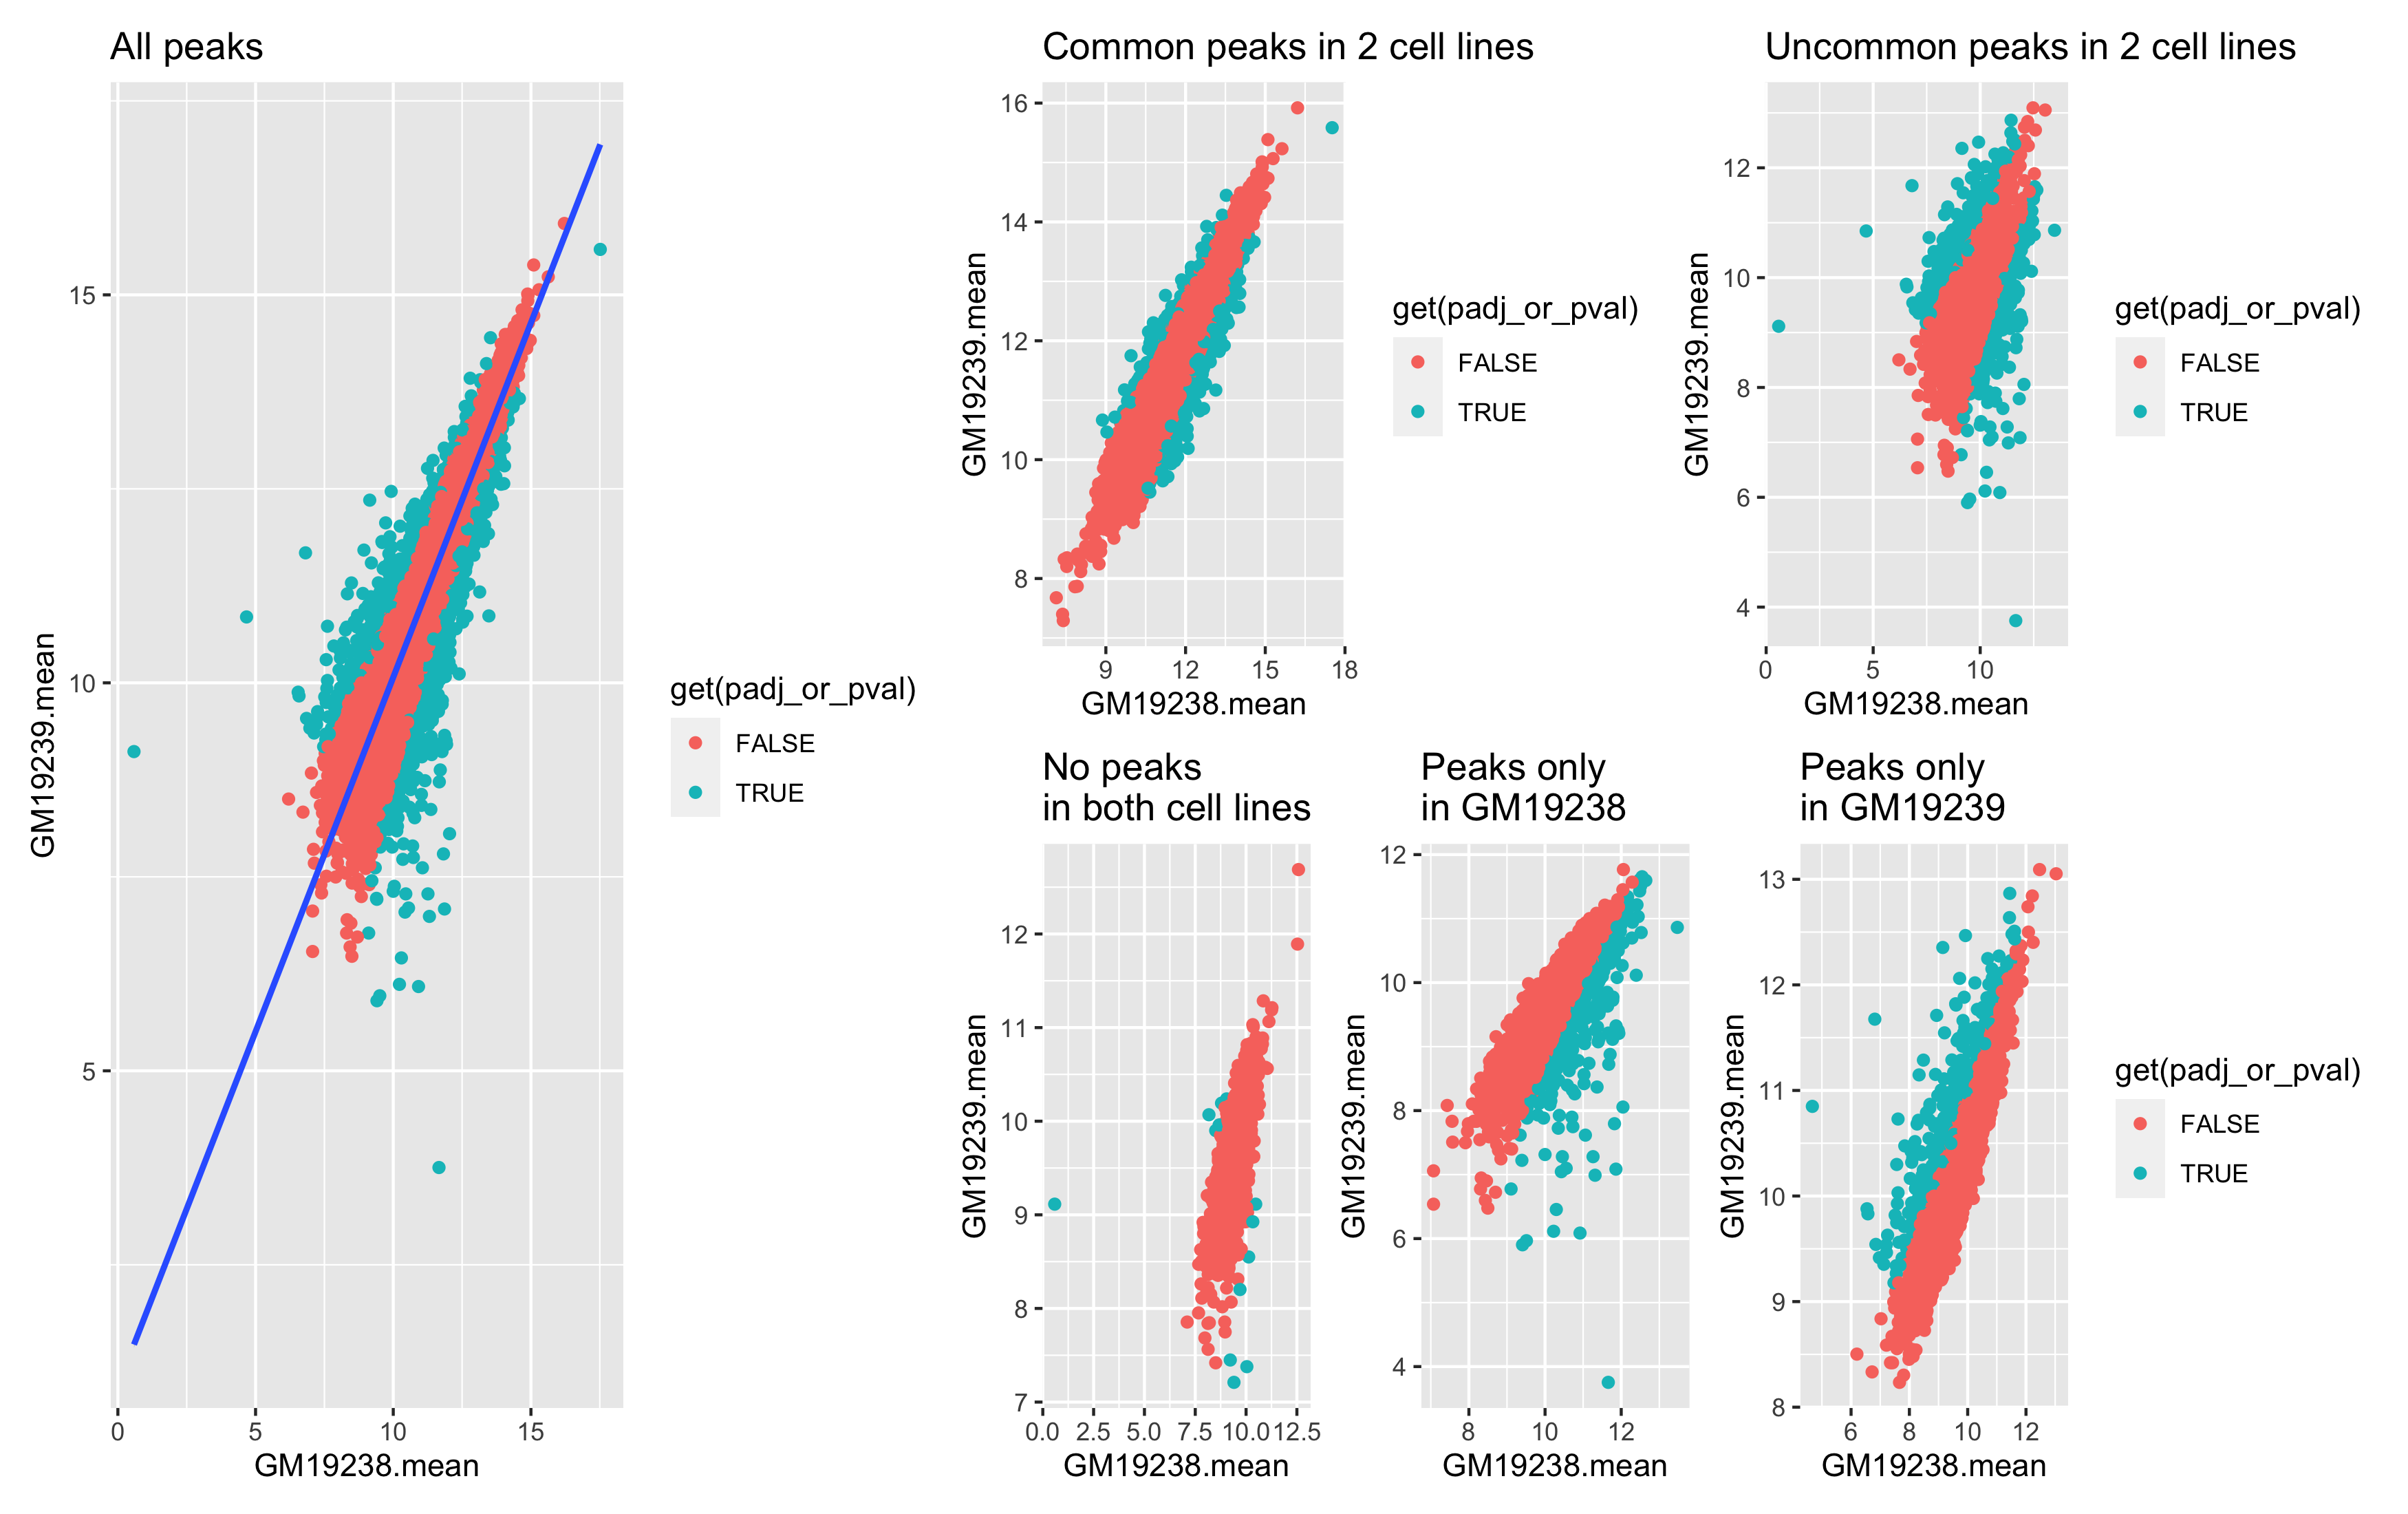 All peaks
15
10
5
0
5
10
15
GM19238.mean
GM19239.mean
get(padj_or_pval)
FALSE
TRUE
Common peaks in 2 cell lines
16
14
12
10
8
9
12
15
18
GM19238.mean
GM19239.mean
get(padj_or_pval)
FALSE
TRUE
Uncommon peaks in 2 cell lines
12
10
8
6
4
0
5
10
GM19238.mean
GM19239.mean
get(padj_or_pval)
FALSE
TRUE
No peaks
in both cell lines
12
11
10
9
8
7
0.0
2.5
5.0
7.5
10.0
12.5
GM19238.mean
GM19239.mean
Peaks only
in GM19238
12
10
8
6
4
8
10
12
GM19238.mean
GM19239.mean
Peaks only
in GM19239
13
12
11
10
9
8
6
8
10
12
GM19238.mean
GM19239.mean
get(padj_or_pval)
FALSE
TRUE